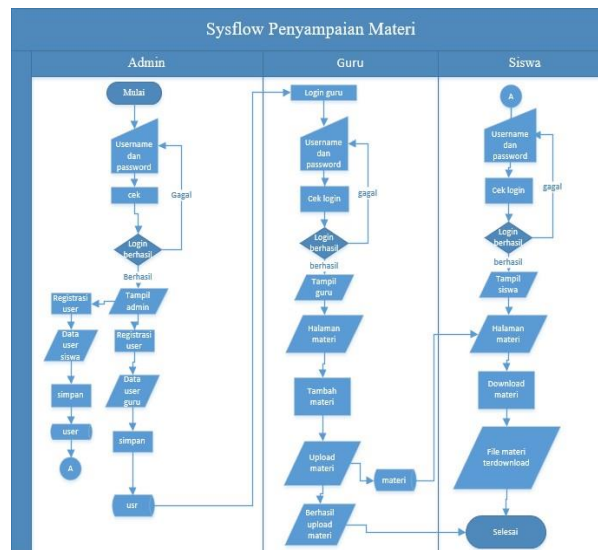 Sysflow Penyampaian Materi
Admin
Guru
Siswa
Mulai
Username
dan
password
cek
Gagal
Login
berhasil
Berhasil
Tampil
admin
Registrasi
user
Data
user
siswa
simpan
user
A
Registrasi
user
Data
user
guru
simpan
usr
Login guru
Username
dan
password
Cek login
gagal
Login
berhasil
berhasil
Tampil
guru
Halaman
materi
Tambah
materi
Upload
materi
materi
Berhasil
upload
materi
A
Username
dan
password
Cek login
gagal
Login
berhasil
berhasil
Tampil
siswa
Halaman
materi
Download
materi
File materi
terdownload
Selesai